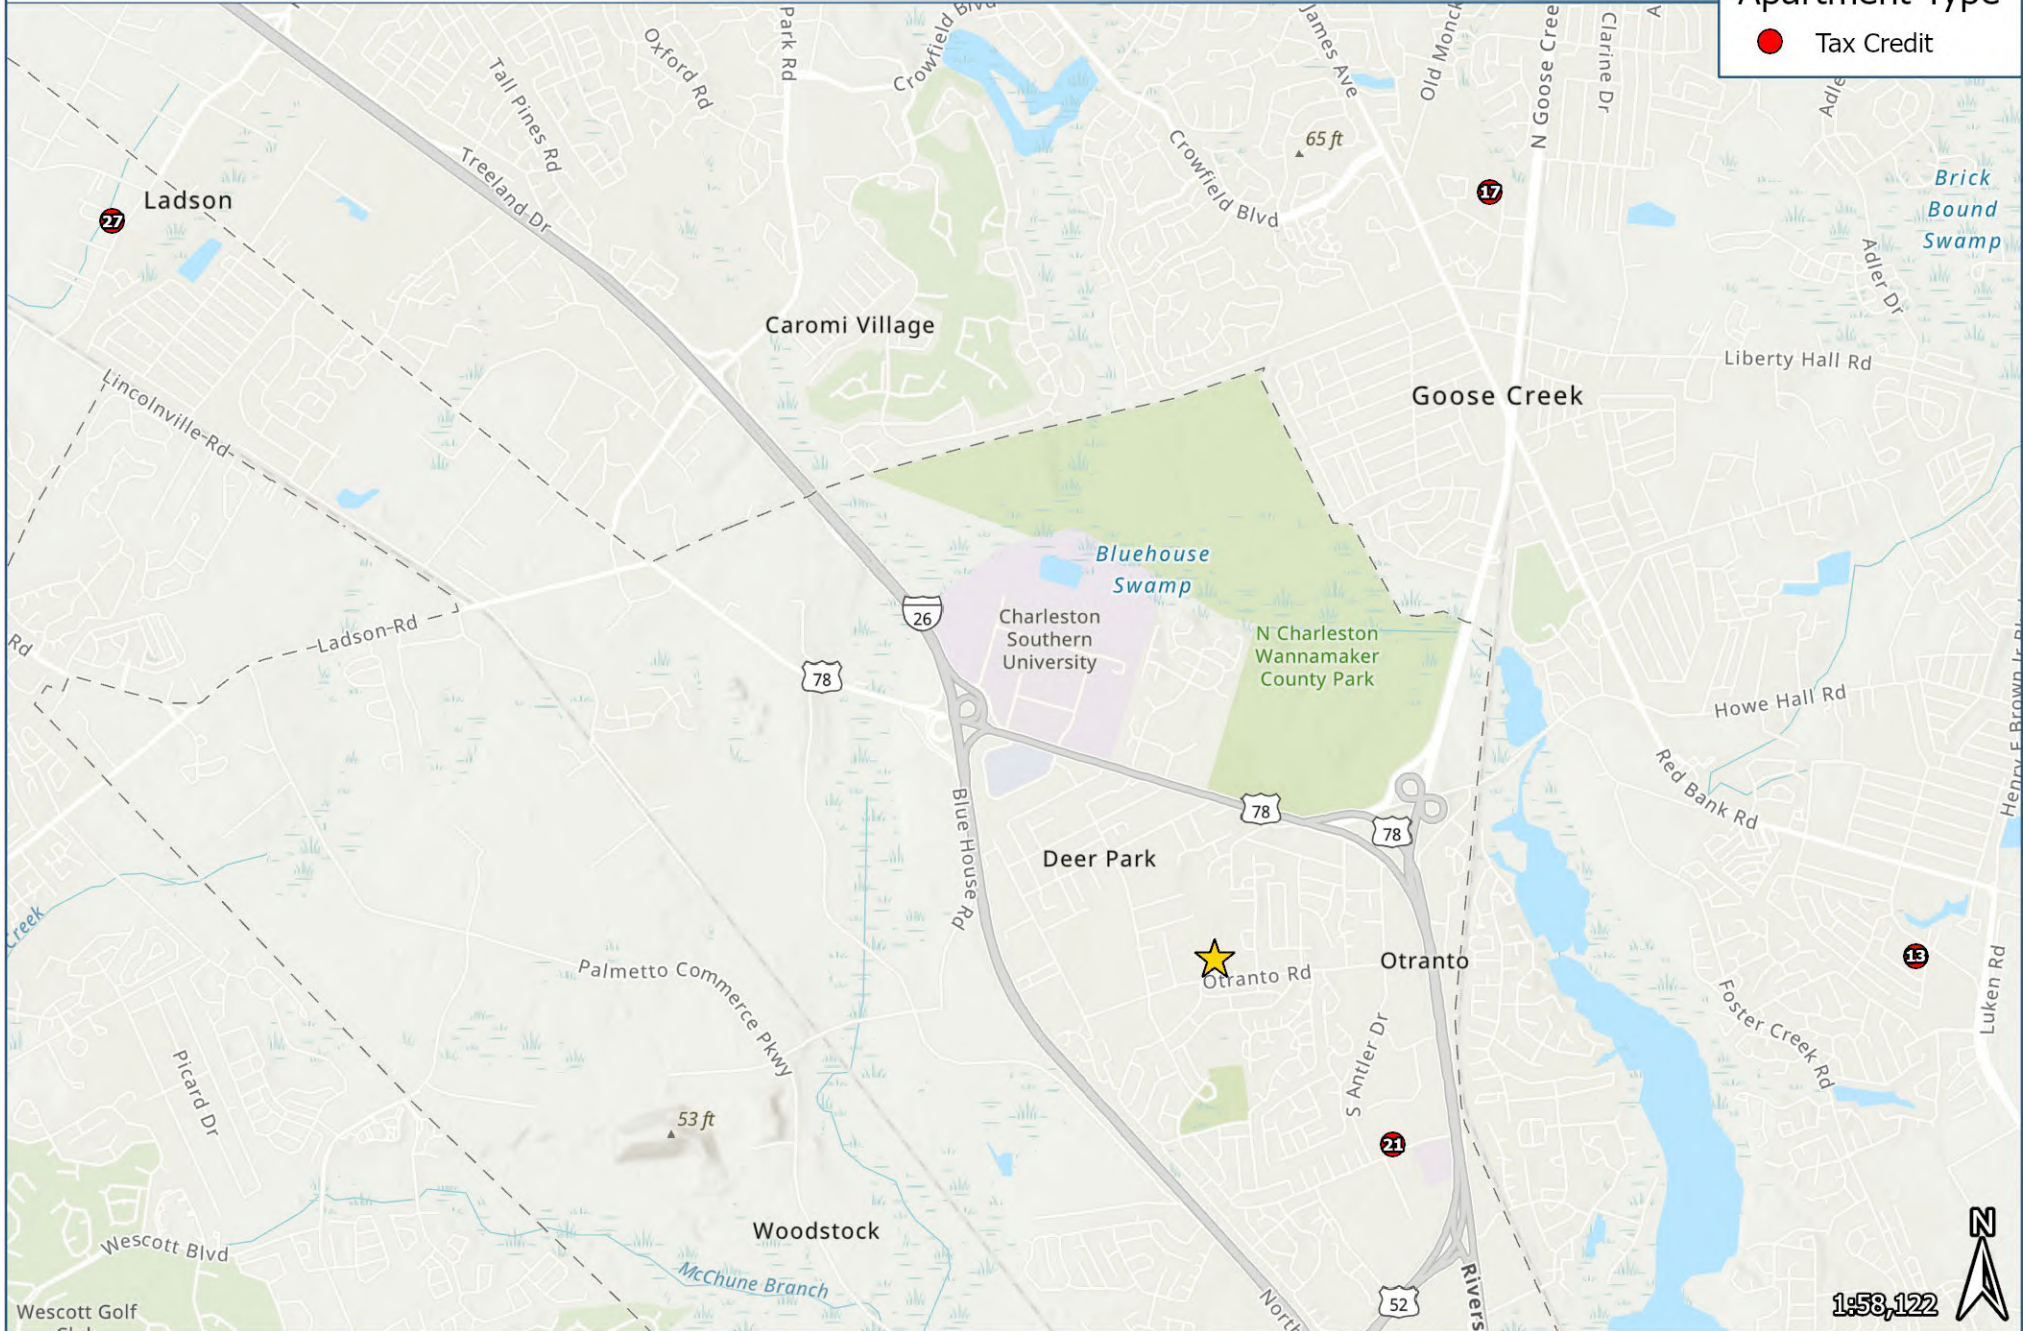 Apartment Type
Tax Credit
Park Rd
Oxford Rd
Tall Pines Rd
Crowfield Blvd
James Ave
Old Monck
N Goose Cree
Clarine Dr
Adle
65 ft
Crowfield Blvd
17
Brick
Bound
Swamp
Treeland Dr
Ladson
27
Adler Dr
Caromi Village
Liberty Hall Rd
Goose Creek
Lincolnville Rd
Bluehouse
Swamp
26
Charleston
Southern
University
N Charleston
Wannamaker
County Park
Ladson Rd
Rd
78
Howe Hall Rd
Henry E Brown Jr Bl
Red Bank Rd
78
78
Blue House Rd
Deer Park
Creek
Otranto
Otranto Rd
13
Palmetto Commerce Pkwy
Luken Rd
Foster Creek Rd
S Antler Dr
Picard Dr
53 ft
21
Woodstock
Wescott Blvd
McChune Branch
Wescott Golf
Rivers
52
North
N
1:58,122